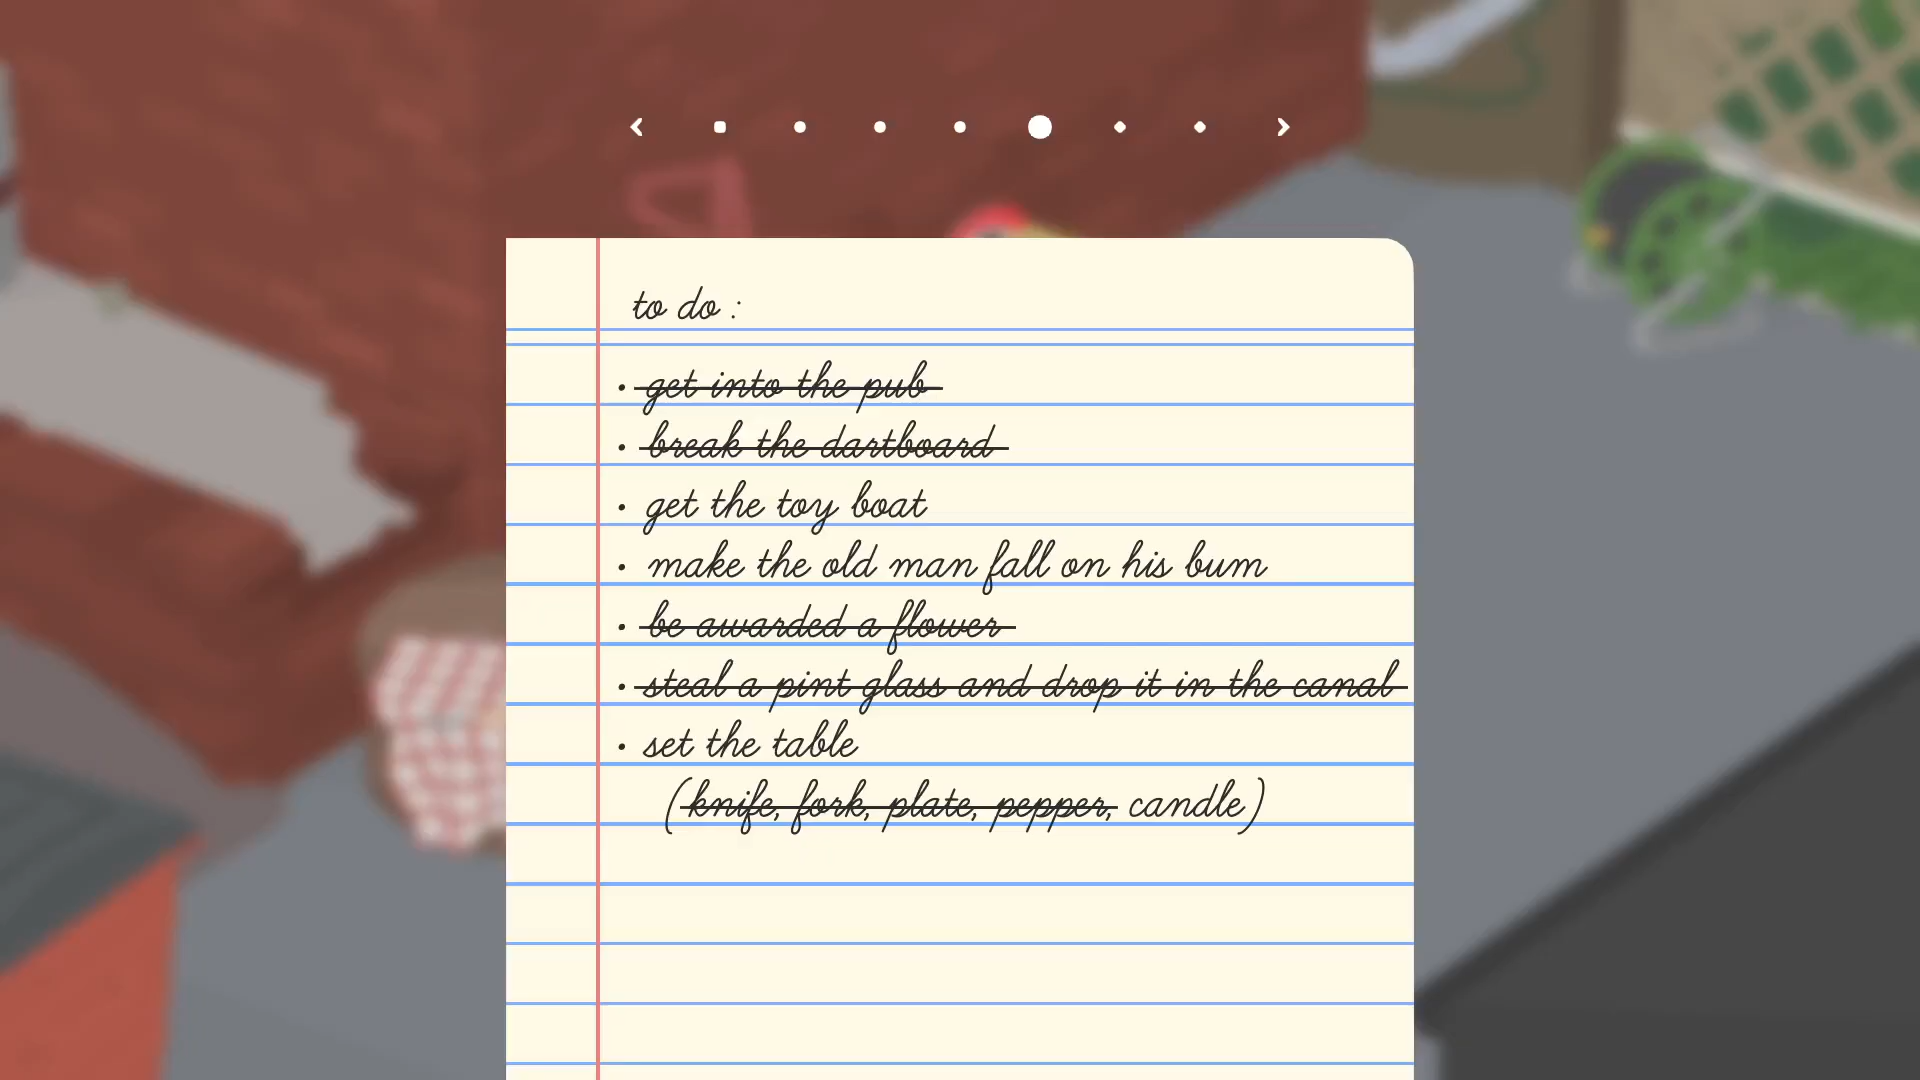 to do :
• get into the pub
• break the dartboard
• get the toy boat
• make the old man fall on his bum
• be awarded a flower
• steal a pint glass and drop it in the canal
• set the table
(knife, fork, plate, pepper, candle)